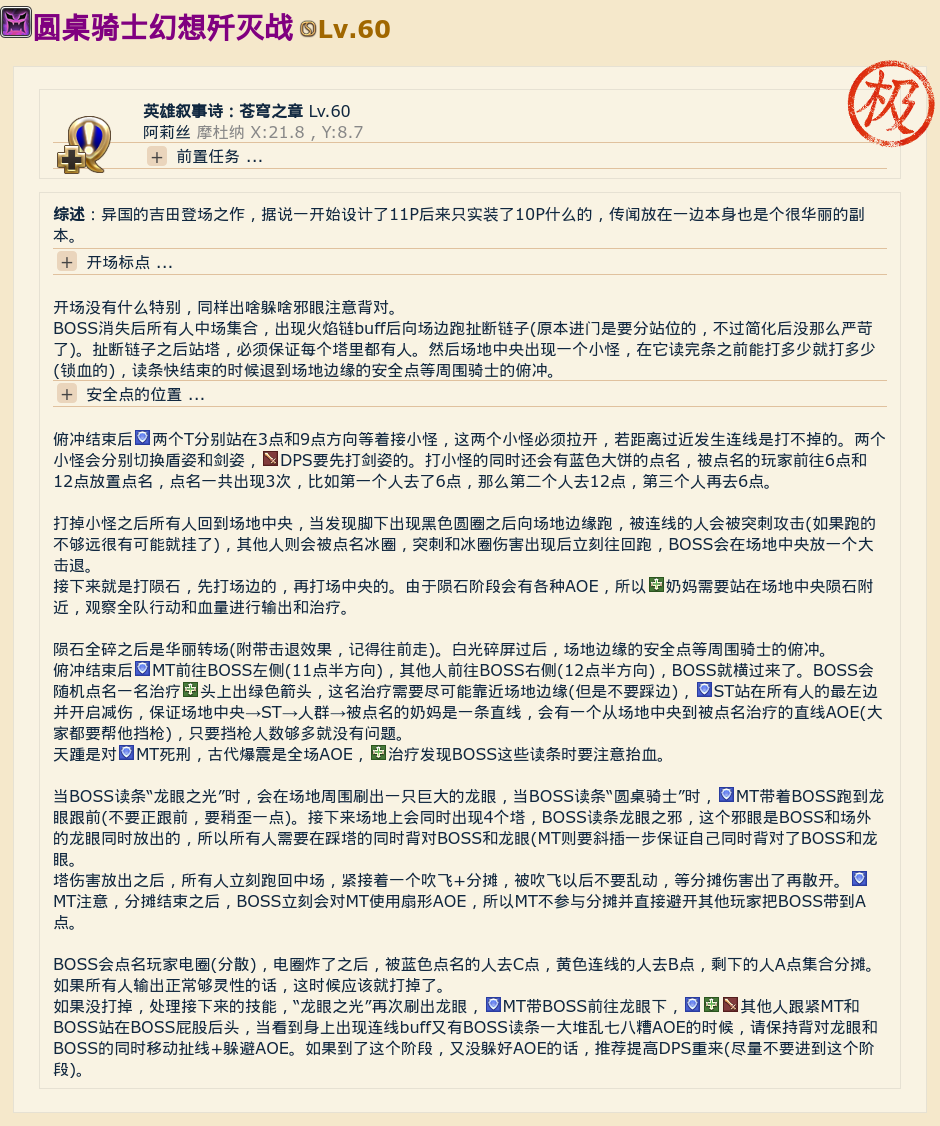 圆桌骑士幻想歼灭战 Lv.60
极
英雄叙事诗：苍穹之章 Lv.60
阿莉丝 摩杜纳 X:21.8，Y:8.7
+ 前置任务 ...
综述：异国的吉田登场之作，据说一开始设计了11P后来只实装了10P什么的，传闻放在一边本身也是个很华丽的副
本。
+ 开场标点 ...
开场没有什么特别，同样出啥躲啥邪眼注意背对。
BOSS消失后所有人中场集合，出现火焰链buff后向场边跑扯断链子(原本进门是要分站位的，不过简化后没那么严苛
了)。扯断链子之后站塔，必须保证每个塔里都有人。然后场地中央出现一个小怪，在它读完条之前能打多少就打多少
(锁血的)，读条快结束的时候退到场地边缘的安全点等周围骑士的俯冲。
+ 安全点的位置 ...
俯冲结束后两个T分别站在3点和9点方向等着接小怪，这两个小怪必须拉开，若距离过近发生连线是打不掉的。两个
小怪会分别切换盾姿和剑姿，DPS要先打剑姿的。打小怪的同时还会有蓝色大饼的点名，被点名的玩家前往6点和
12点放置点名，点名一共出现3次，比如第一个人去了6点，那么第二个人去12点，第三个人再去6点。
打掉小怪之后所有人回到场地中央，当发现脚下出现黑色圆圈之后向场地边缘跑，被连线的人会被突刺攻击(如果跑的
不够远很有可能就挂了)，其他人则会被点名冰圈，突刺和冰圈伤害出现后立刻往回跑，BOSS会在场地中央放一个大
击退。
接下来就是打陨石，先打场边的，再打场中央的。由于陨石阶段会有各种AOE，所以奶妈需要站在场地中央陨石附
近，观察全队行动和血量进行输出和治疗。
陨石全碎之后是华丽转场(附带击退效果，记得往前走)。白光碎屏过后，场地边缘的安全点等周围骑士的俯冲。
俯冲结束后MT前往BOSS左侧(11点半方向)，其他人前往BOSS右侧(12点半方向)，BOSS就横过来了。BOSS会
随机点名一名治疗头上出绿色箭头，这名治疗需要尽可能靠近场地边缘(但是不要踩边)，ST站在所有人的最左边
并开启减伤，保证场地中央→ST→人群→被点名的奶妈是一条直线，会有一个从场地中央到被点名治疗的直线AOE(大
家都要帮他挡枪)，只要挡枪人数够多就没有问题。
天踵是对MT死刑，古代爆震是全场AOE，治疗发现BOSS这些读条时要注意抬血。
当BOSS读条“龙眼之光”时，会在场地周围刷出一只巨大的龙眼，当BOSS读条“圆桌骑士”时，MT带着BOSS跑到龙
眼跟前(不要正跟前，要稍歪一点)。接下来场地上会同时出现4个塔，BOSS读条龙眼之邪，这个邪眼是BOSS和场外
的龙眼同时放出的，所以所有人需要在踩塔的同时背对BOSS和龙眼(MT则要斜插一步保证自己同时背对了BOSS和龙
眼。
塔伤害放出之后，所有人立刻跑回中场，紧接着一个吹飞+分摊，被吹飞以后不要乱动，等分摊伤害出了再散开。
MT注意，分摊结束之后，BOSS立刻会对MT使用扇形AOE，所以MT不参与分摊并直接避开其他玩家把BOSS带到A
点。
BOSS会点名玩家电圈(分散)，电圈炸了之后，被蓝色点名的人去C点，黄色连线的人去B点，剩下的人A点集合分摊。
如果所有人输出正常够灵性的话，这时候应该就打掉了。
如果没打掉，处理接下来的技能，“龙眼之光”再次刷出龙眼，MT带BOSS前往龙眼下，其他人跟紧MT和
BOSS站在BOSS屁股后头，当看到身上出现连线buff又有BOSS读条一大堆乱七八糟AOE的时候，请保持背对龙眼和
BOSS的同时移动扯线+躲避AOE。如果到了这个阶段，又没躲好AOE的话，推荐提高DPS重来(尽量不要进到这个阶
段)。